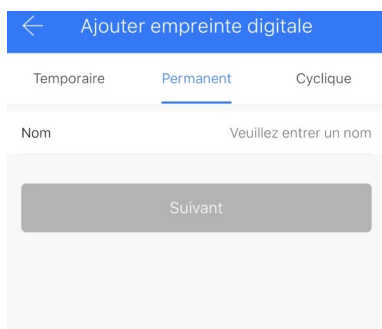 Ajouter empreinte digitale
Temporaire Permanent Cyclique
Nom Veuillez entrer un nom
Suivant